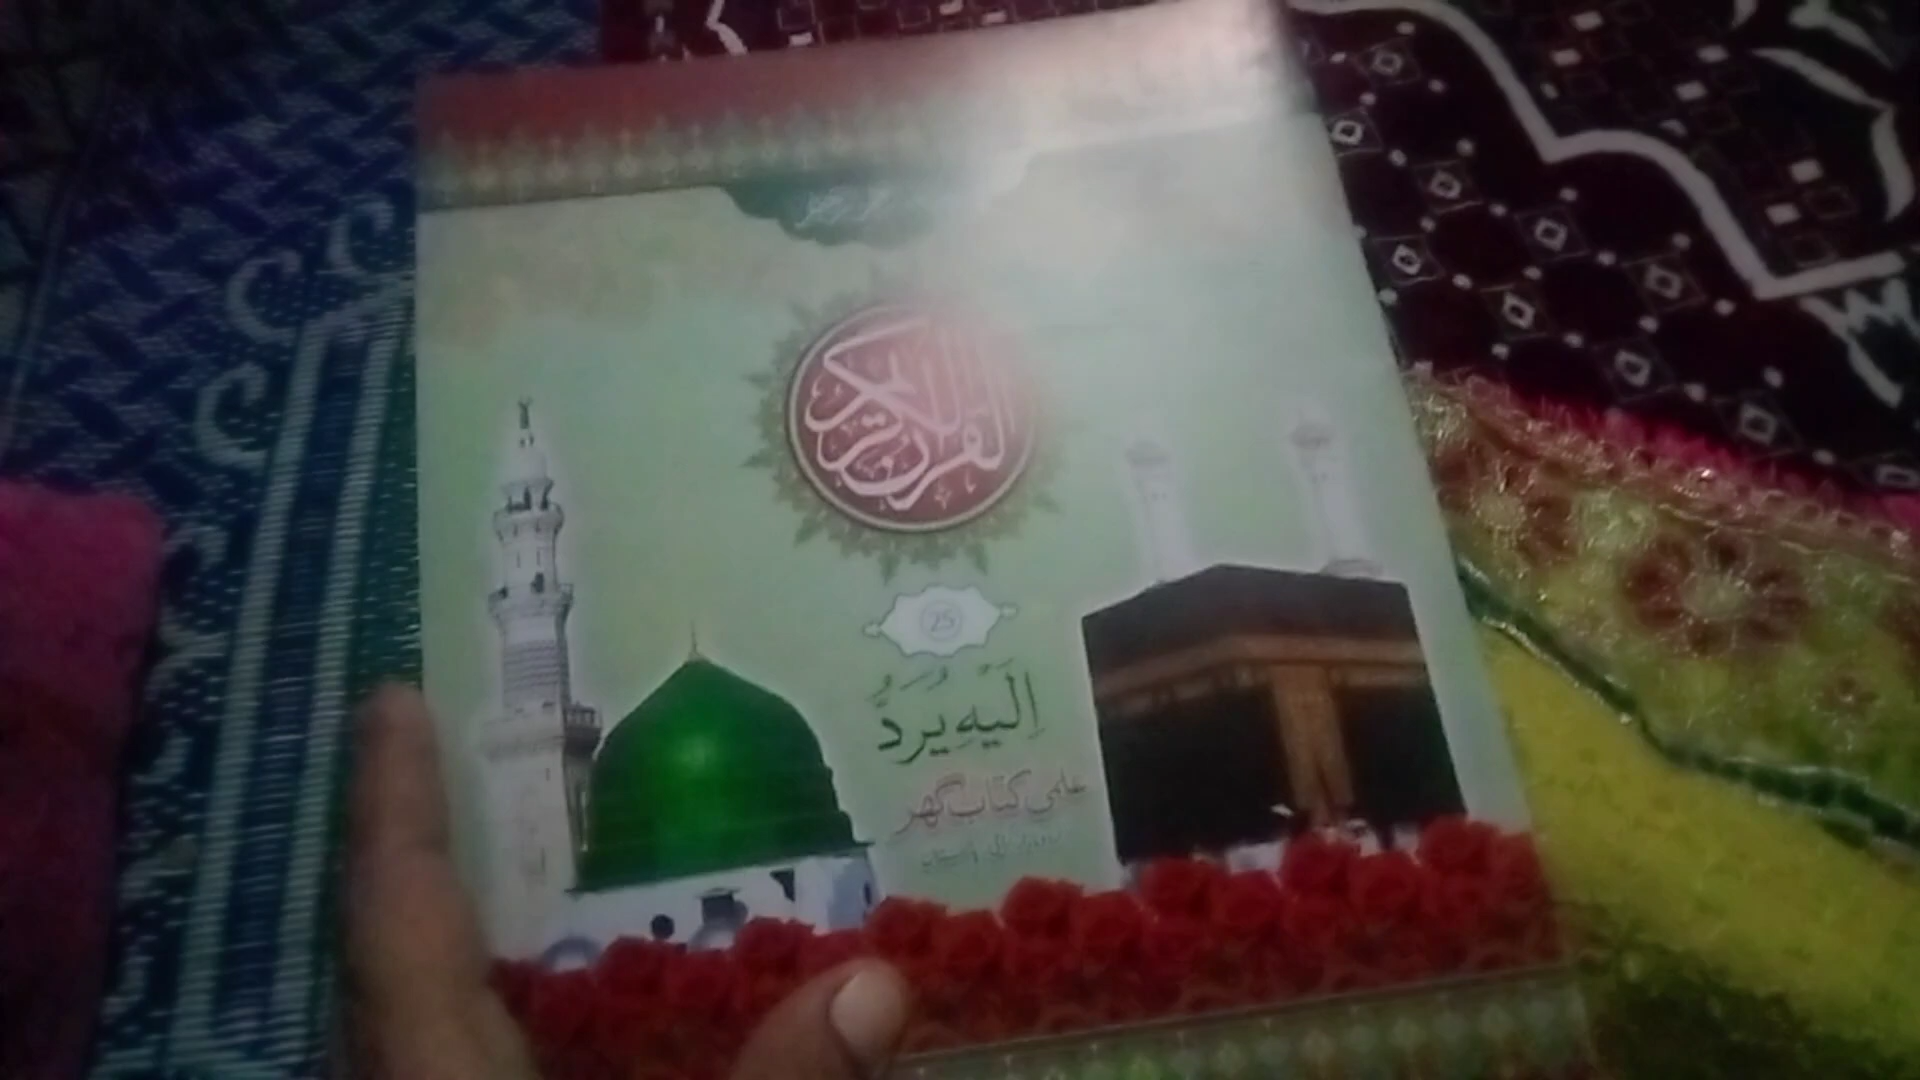 القرآن الكريم
25
اِلَيْهِ يُرَدُّ
علمی کتاب گھر